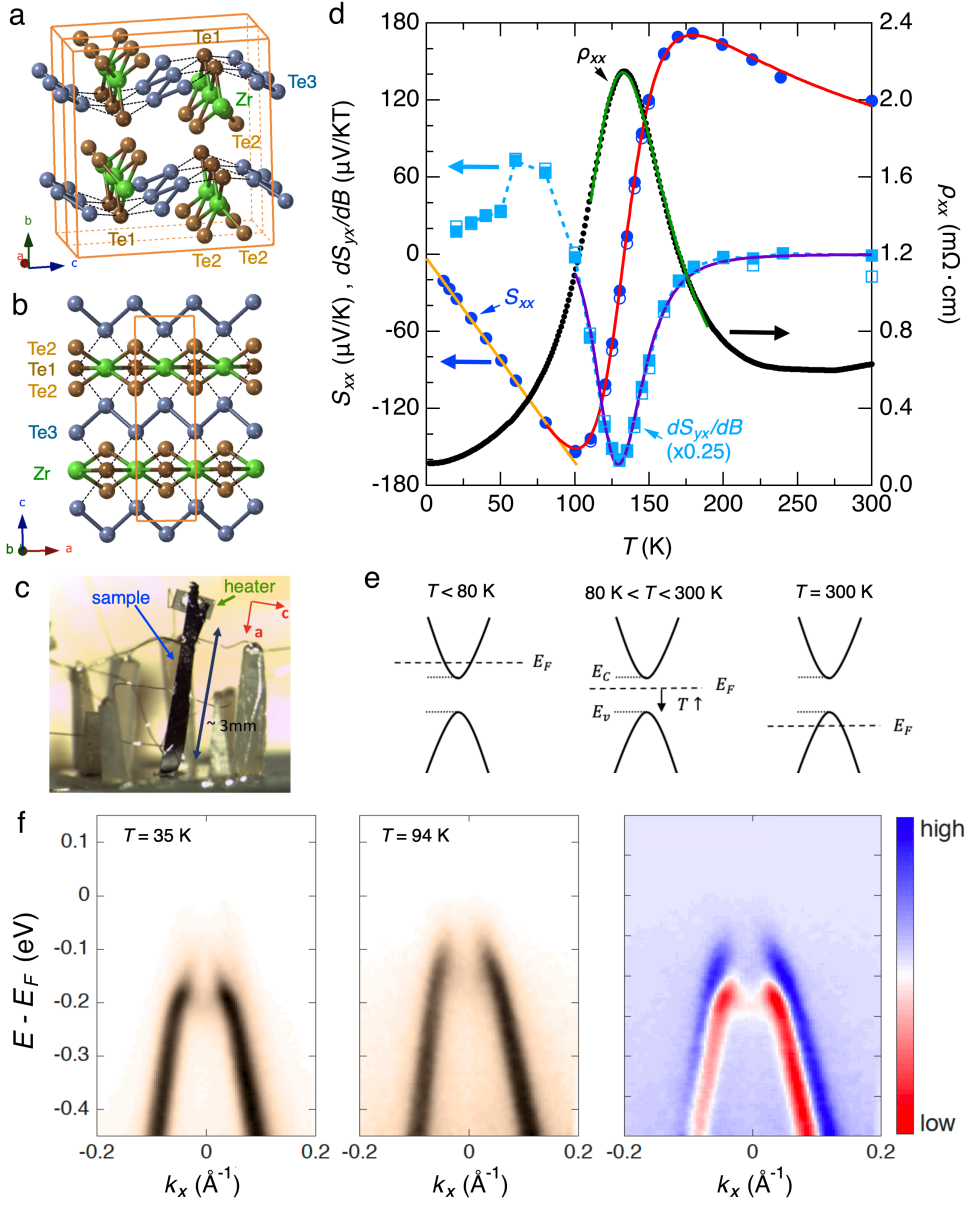 a
Te1
Te3
Zr
Te2
b
a
c
Te1
Te2
Te2
b
Te2
Te1
Te2
Te3
Zr
c
b
a
c
sample
heater
c
a
~ 3mm
d
180
120
60
0
-60
-120
-180
S_xx (μV/K) , dS_yx/dB (μV/KT)
2.4
2.0
1.6
1.2
0.8
0.4
0.0
ρ_xx (mΩ · cm)
ρ_xx
S_xx
dS_yx/dB
(x0.25)
0
50
100
150
200
250
300
T (K)
e
T < 80 K
80 K < T < 300 K
T = 300 K
E_F
E_C
E_F
E_v
T ↑
E_F
f
T = 35 K
T = 94 K
0.1
0
-0.1
-0.2
-0.3
-0.4
E - E_F (eV)
-0.2
0
0.2
-0.2
0
0.2
-0.2
0
0.2
k_x (Å⁻¹)
k_x (Å⁻¹)
k_x (Å⁻¹)
high
low